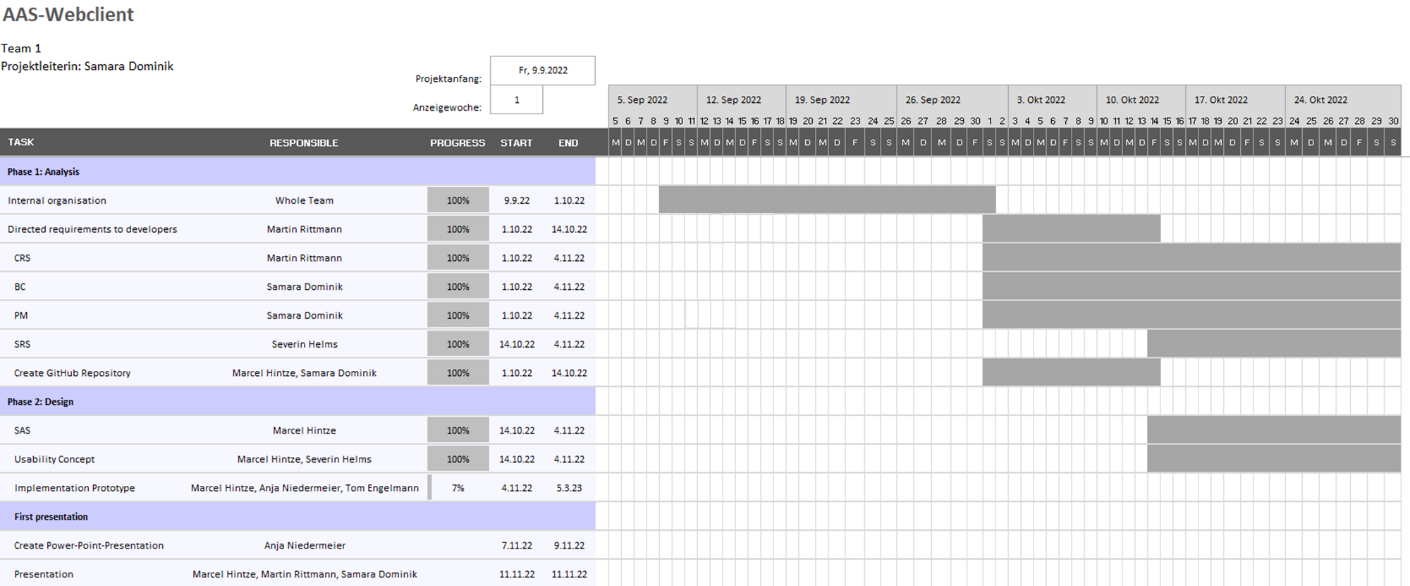 AAS-Webclient
Team 1
Projektleiterin: Samara Dominik
Projektanfang: Fr, 9.9.2022
Anzeigewoche: 1
5. Sep 2022 12. Sep 2022 19. Sep 2022 26. Sep 2022 3. Okt 2022 10. Okt 2022 17. Okt 2022 24. Okt 2022
5 6 7 8 9 10 11 12 13 14 15 16 17 18 19 20 21 22 23 24 25 26 27 28 29 30 1 2 3 4 5 6 7 8 9 10 11 12 13 14 15 16 17 18 19 20 21 22 23 24 25 26 27 28 29 30
TASK RESPONSIBLE PROGRESS START END M D M D F S S M D M D F S S M D M D F S S M D M D F S S M D M D F S S M D M D F S S M D M D F S S M D M D F S S
Phase 1: Analysis
Internal organisation Whole Team 100% 9.9.22 1.10.22
Directed requirements to developers Martin Rittmann 100% 1.10.22 14.10.22
CRS Martin Rittmann 100% 1.10.22 4.11.22
BC Samara Dominik 100% 1.10.22 4.11.22
PM Samara Dominik 100% 1.10.22 4.11.22
SRS Severin Helms 100% 14.10.22 4.11.22
Create GitHub Repository Marcel Hintze, Samara Dominik 100% 1.10.22 14.10.22
Phase 2: Design
SAS Marcel Hintze 100% 14.10.22 4.11.22
Usability Concept Marcel Hintze, Severin Helms 100% 14.10.22 4.11.22
Implementation Prototype Marcel Hintze, Anja Niedermeier, Tom Engelmann 7% 4.11.22 5.3.23
First presentation
Create Power-Point-Presentation Anja Niedermeier 7.11.22 9.11.22
Presentation Marcel Hintze, Martin Rittmann, Samara Dominik 11.11.22 11.11.22